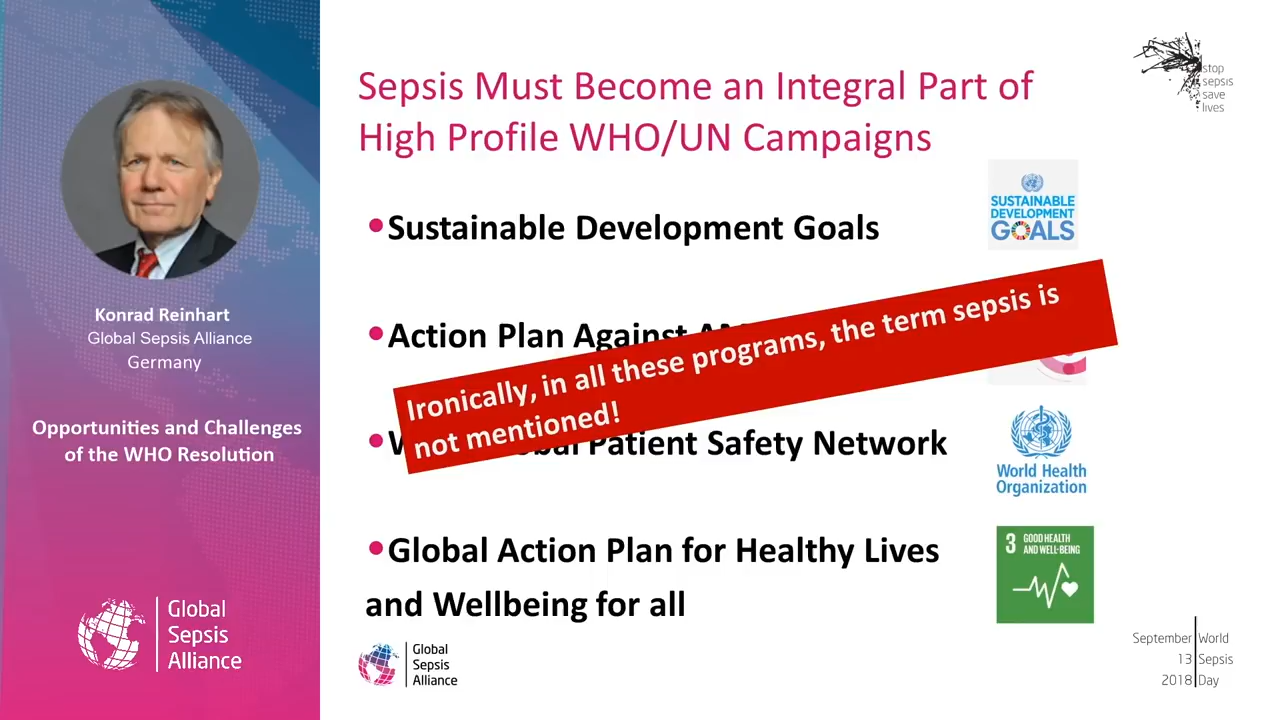 Konrad Reinhart
Global Sepsis Alliance
Germany
Opportunities and Challenges
of the WHO Resolution
Global
Sepsis
Alliance
Sepsis Must Become an Integral Part of
High Profile WHO/UN Campaigns
stop
sepsis
save
lives
•Sustainable Development Goals
SUSTAINABLE
DEVELOPMENT
GOALS
•Action Plan Against
Ironically, in all these programs, the term sepsis is
not mentioned!
• Patient Safety Network
World Health
Organization
•Global Action Plan for Healthy Lives
and Wellbeing for all
3 GOOD HEALTH
AND WELL-BEING
Global
Sepsis
Alliance
September World
13 Sepsis
2018 Day